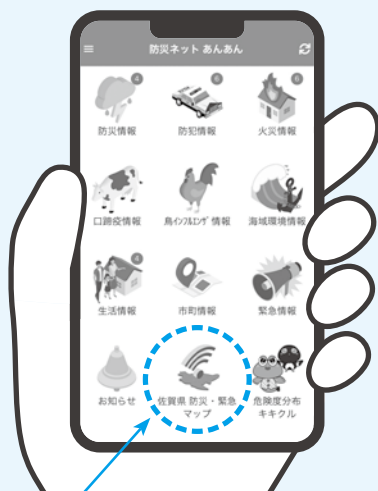 防災ネット あんあん
4
6
6
防災情報
防犯情報
火災情報
口蹄疫情報
鳥インフルエンザ情報
海域環境情報
4
生活情報
市町情報
緊急情報
お知らせ
佐賀県 防災・緊急
マップ
危険度分布
キキクル